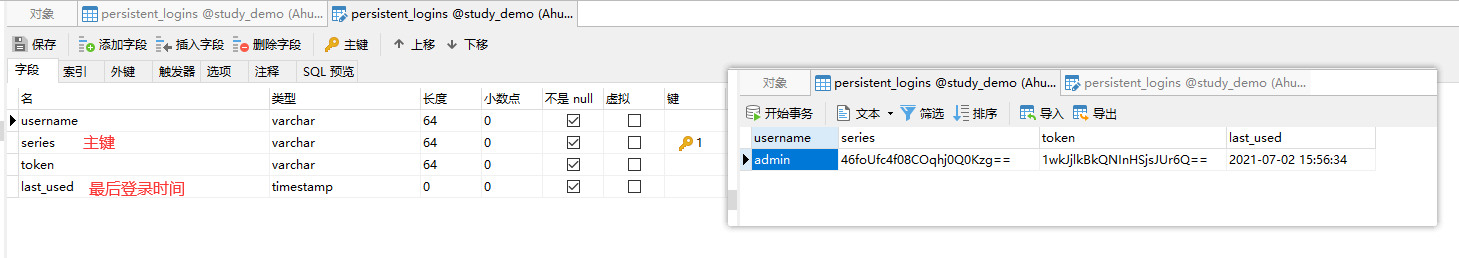 对象 persistent_logins @study_demo (Ahu... persistent_logins @study_demo (Ahu...
保存 添加字段 插入字段 删除字段 主键 上移 下移
字段 索引 外键 触发器 选项 注释 SQL 预览
名 类型 长度 小数点 不是 null 虚拟 键
username varchar 64 0
series 主键 varchar 64 0 1
token varchar 64 0
last_used 最后登录时间 timestamp 0 0
对象 persistent_logins @study_demo (Ahu... persistent_logins @study_demo (Ahu...
开始事务 文本 筛选 排序 导入 导出
username series token last_used
admin 46foUfc4f08COqhj0Q0Kzg== 1wkJjlkBkQNInHSjsJUr6Q== 2021-07-02 15:56:34